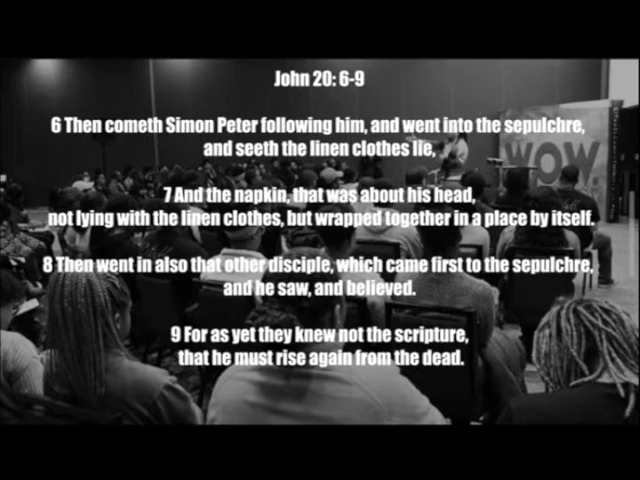 John 20: 6-9
6 Then cometh Simon Peter following him, and went into the sepulchre,
and seeth the linen clothes lie,
7 And the napkin, that was about his head,
not lying with the linen clothes, but wrapped together in a place by itself.
WOW
8 Then went in also that other disciple, which came first to the sepulchre,
and he saw, and believed.
9 For as yet they knew not the scripture,
that he must rise again from the dead.